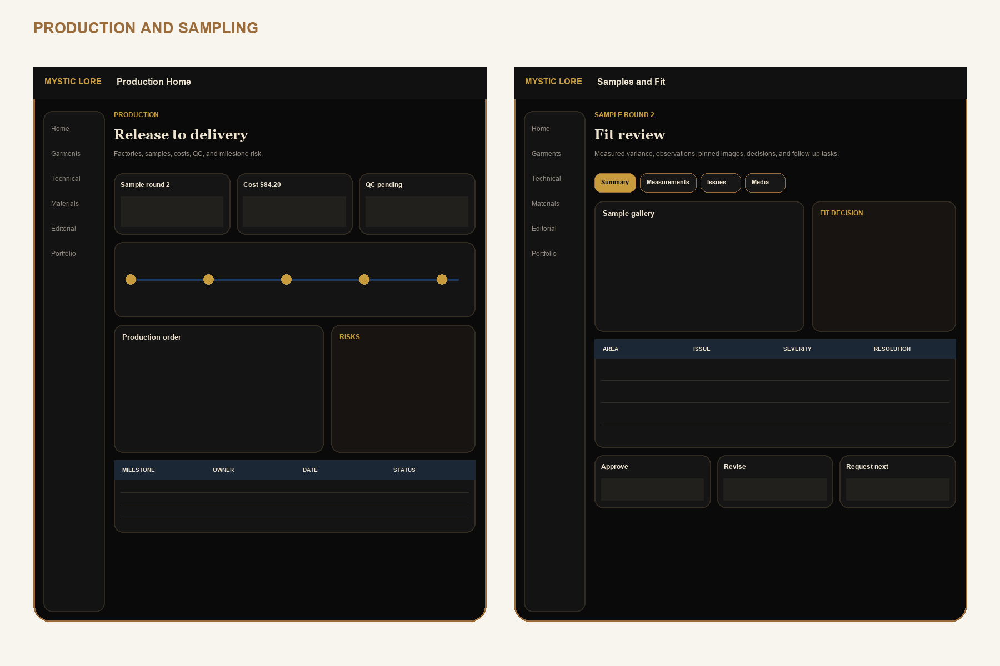 PRODUCTION AND SAMPLING
MYSTIC LORE
Production Home
Home
Garments
Technical
Materials
Editorial
Portfolio
PRODUCTION
Release to delivery
Factories, samples, costs, QC, and milestone risk.
Sample round 2
Cost $84.20
QC pending
Production order
RISKS
MILESTONE OWNER DATE STATUS
MYSTIC LORE
Samples and Fit
Home
Garments
Technical
Materials
Editorial
Portfolio
SAMPLE ROUND 2
Fit review
Measured variance, observations, pinned images, decisions, and follow-up tasks.
Summary
Measurements
Issues
Media
Sample gallery
FIT DECISION
AREA ISSUE SEVERITY RESOLUTION
Approve
Revise
Request next